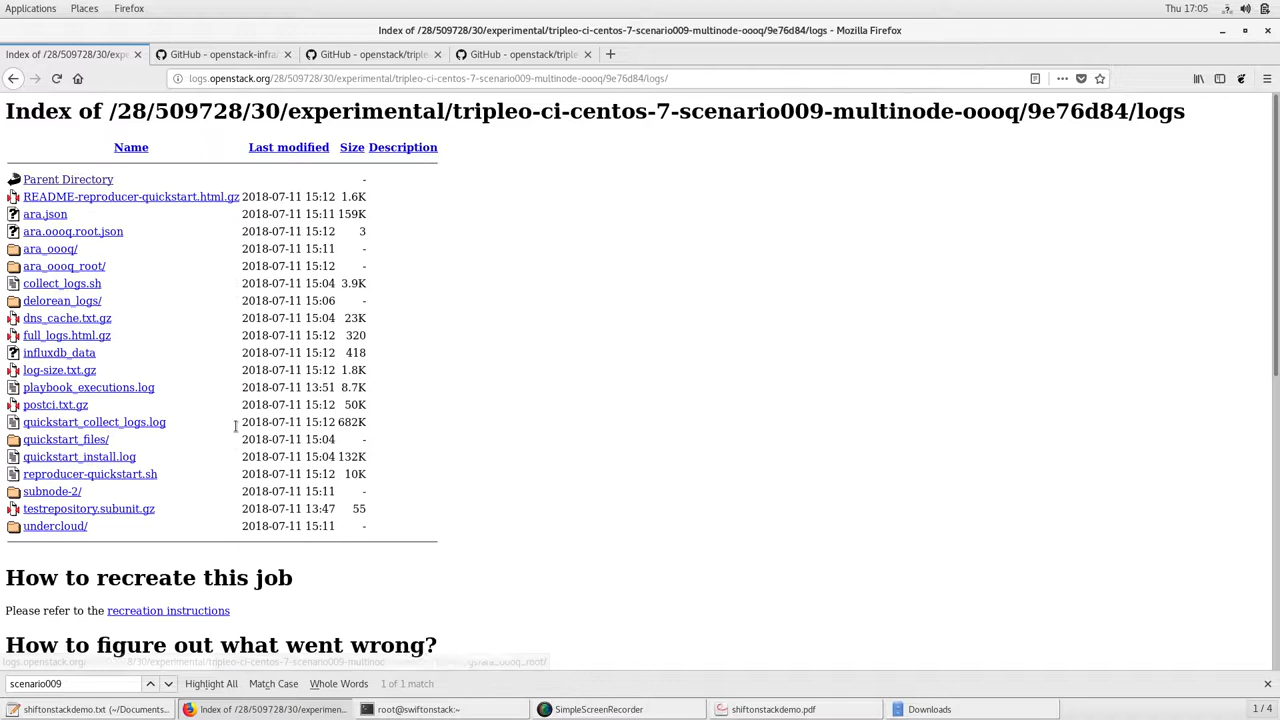 Applications Places Firefox Thu 17:05
Index of /28/509728/30/experimental/tripleo-ci-centos-7-scenario009-multinode-oooq/9e76d84/logs - Mozilla Firefox
Index of /28/509728/30/expe GitHub - openstack-infra GitHub - openstack/triple GitHub - openstack/triple
logs.openstack.org/28/509728/30/experimental/tripleo-ci-centos-7-scenario009-multinode-oooq/9e76d84/logs/
Index of /28/509728/30/experimental/tripleo-ci-centos-7-scenario009-multinode-oooq/9e76d84/logs
Name Last modified Size Description
Parent Directory -
README-reproducer-quickstart.html.gz 2018-07-11 15:12 1.6K
ara.json 2018-07-11 15:11 159K
ara.oooq.root.json 2018-07-11 15:12 3
ara_oooq/ 2018-07-11 15:11 -
ara_oooq_root/ 2018-07-11 15:12 -
collect_logs.sh 2018-07-11 15:04 3.9K
delorean_logs/ 2018-07-11 15:06 -
dns_cache.txt.gz 2018-07-11 15:04 23K
full_logs.html.gz 2018-07-11 15:12 320
influxdb_data 2018-07-11 15:12 418
log-size.txt.gz 2018-07-11 15:12 1.8K
playbook_executions.log 2018-07-11 13:51 8.7K
postci.txt.gz 2018-07-11 15:12 50K
quickstart_collect_logs.log 2018-07-11 15:12 682K
quickstart_files/ 2018-07-11 15:04 -
quickstart_install.log 2018-07-11 15:04 132K
reproducer-quickstart.sh 2018-07-11 15:12 10K
subnode-2/ 2018-07-11 15:11 -
testrepository.subunit.gz 2018-07-11 13:47 55
undercloud/ 2018-07-11 15:11 -
How to recreate this job
Please refer to the recreation instructions
How to figure out what went wrong?
scenario009 Highlight All Match Case Whole Words 1 of 1 match
shiftonstackdemo.txt (~/Documents... Index of /28/509728/30/experimen... root@swiftonstack:~ SimpleScreenRecorder shiftonstackdemo.pdf Downloads 1 / 4